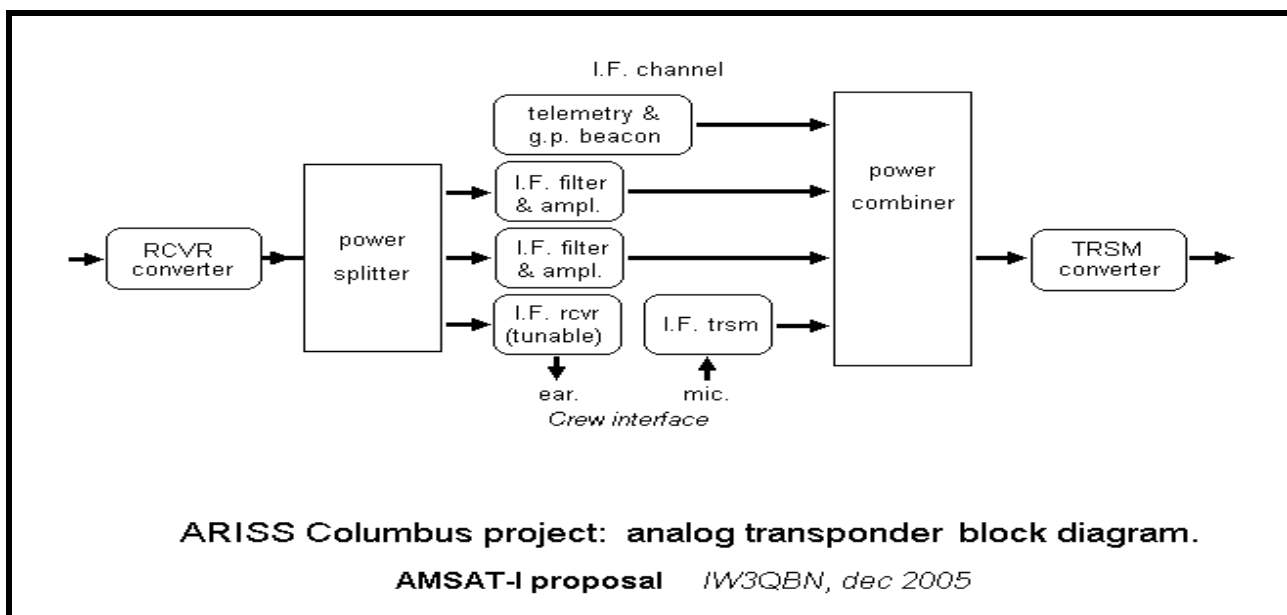 I.F. channel
telemetry &
g.p. beacon
I.F. filter
& ampl.
power
combiner
RCVR
converter
power
splitter
I.F. filter
& ampl.
TRSM
converter
I.F. rcvr
(tunable)
I.F. trsm
ear.
mic.
Crew interface
ARISS Columbus project: analog transponder block diagram.
AMSAT-I proposal IW3QBN, dec 2005